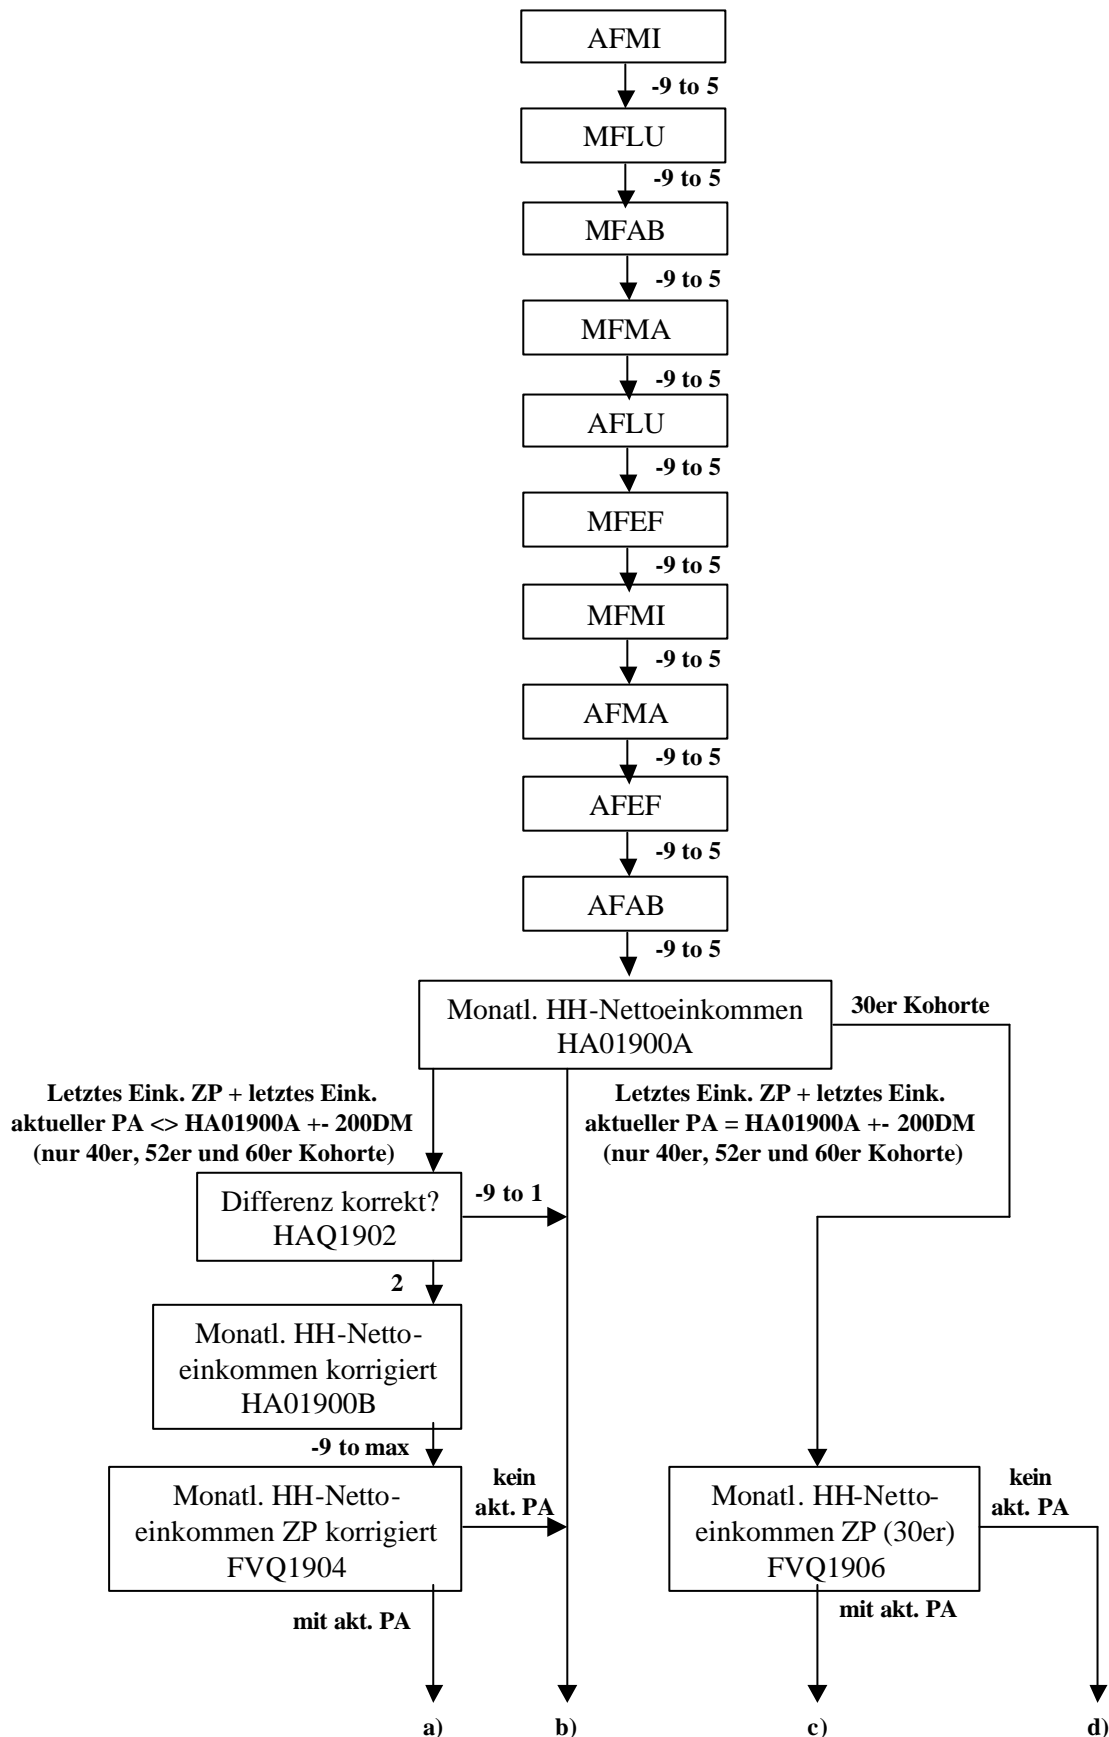 AFMI
-9 to 5
MFLU
-9 to 5
MFAB
-9 to 5
MFMA
-9 to 5
AFLU
-9 to 5
MFEF
-9 to 5
MFMI
-9 to 5
AFMA
-9 to 5
AFEF
-9 to 5
AFAB
-9 to 5
Monatl. HH-Nettoeinkommen
HA01900A
30er Kohorte
Letztes Eink. ZP + letztes Eink.
aktueller PA <> HA01900A +- 200DM
(nur 40er, 52er und 60er Kohorte)
Letztes Eink. ZP + letztes Eink.
aktueller PA = HA01900A +- 200DM
(nur 40er, 52er und 60er Kohorte)
Differenz korrekt?
HAQ1902
-9 to 1
2
Monatl. HH-Netto-
einkommen korrigiert
HA01900B
-9 to max
Monatl. HH-Netto-
einkommen ZP korrigiert
FVQ1904
kein
akt. PA
mit akt. PA
Monatl. HH-Netto-
einkommen ZP (30er)
FVQ1906
kein
akt. PA
mit akt. PA
a)
b)
c)
d)